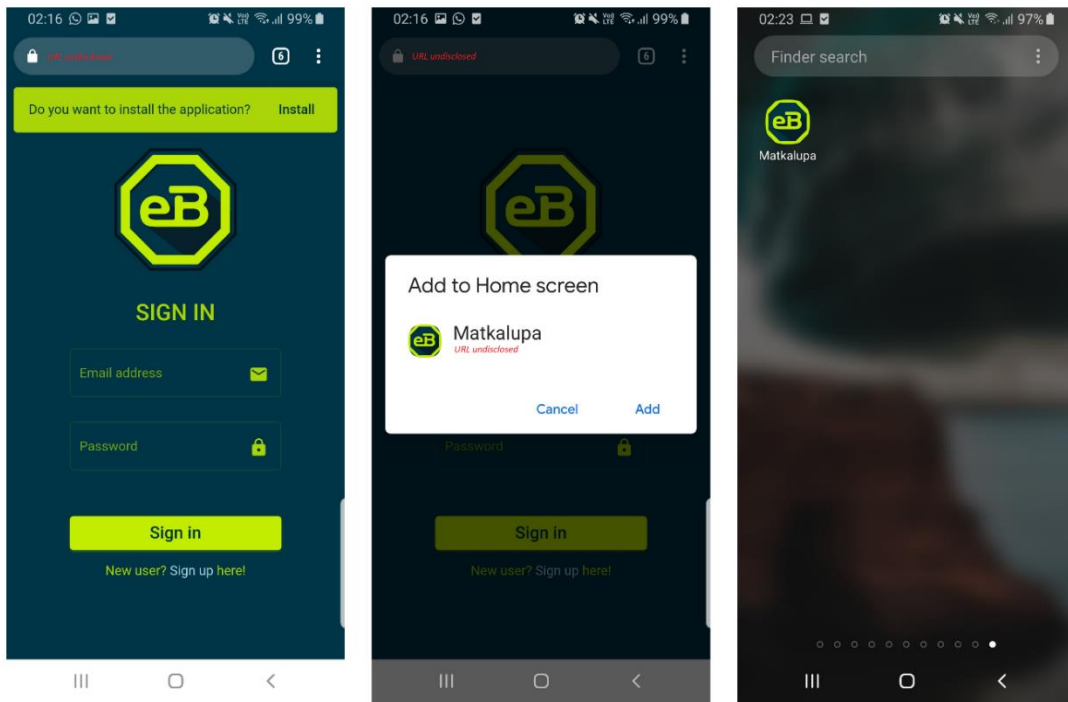 02:16
99%
URL undisclosed
6
Do you want to install the application? Install
eB
SIGN IN
Email address
Password
Sign in
New user? Sign up here!
02:16
99%
URL undisclosed
6
eB
Add to Home screen
eB
Matkalupa
URL undisclosed
Cancel Add
Password
Sign in
New user? Sign up here!
02:23
97%
Finder search
eB
Matkalupa